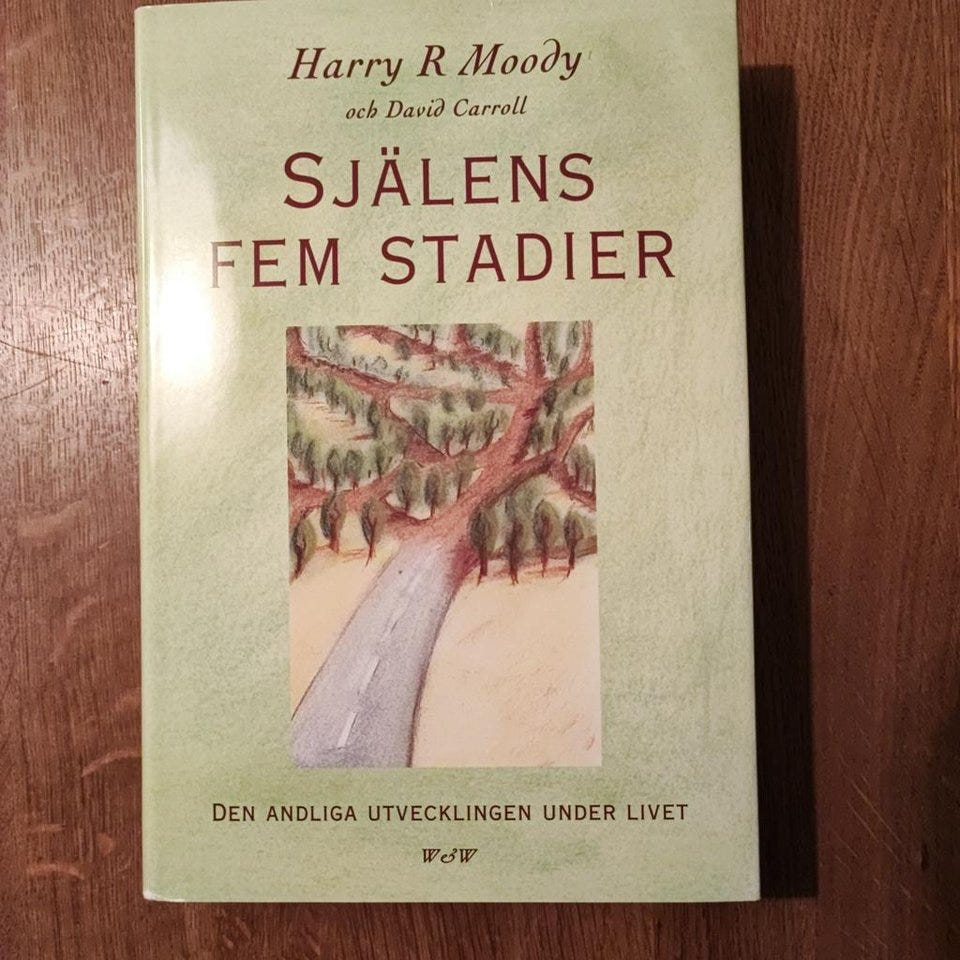 Harry R Moody
och David Carroll
SJÄLENS
FEM STADIER
DEN ANDLIGA UTVECKLINGEN UNDER LIVET
W&W